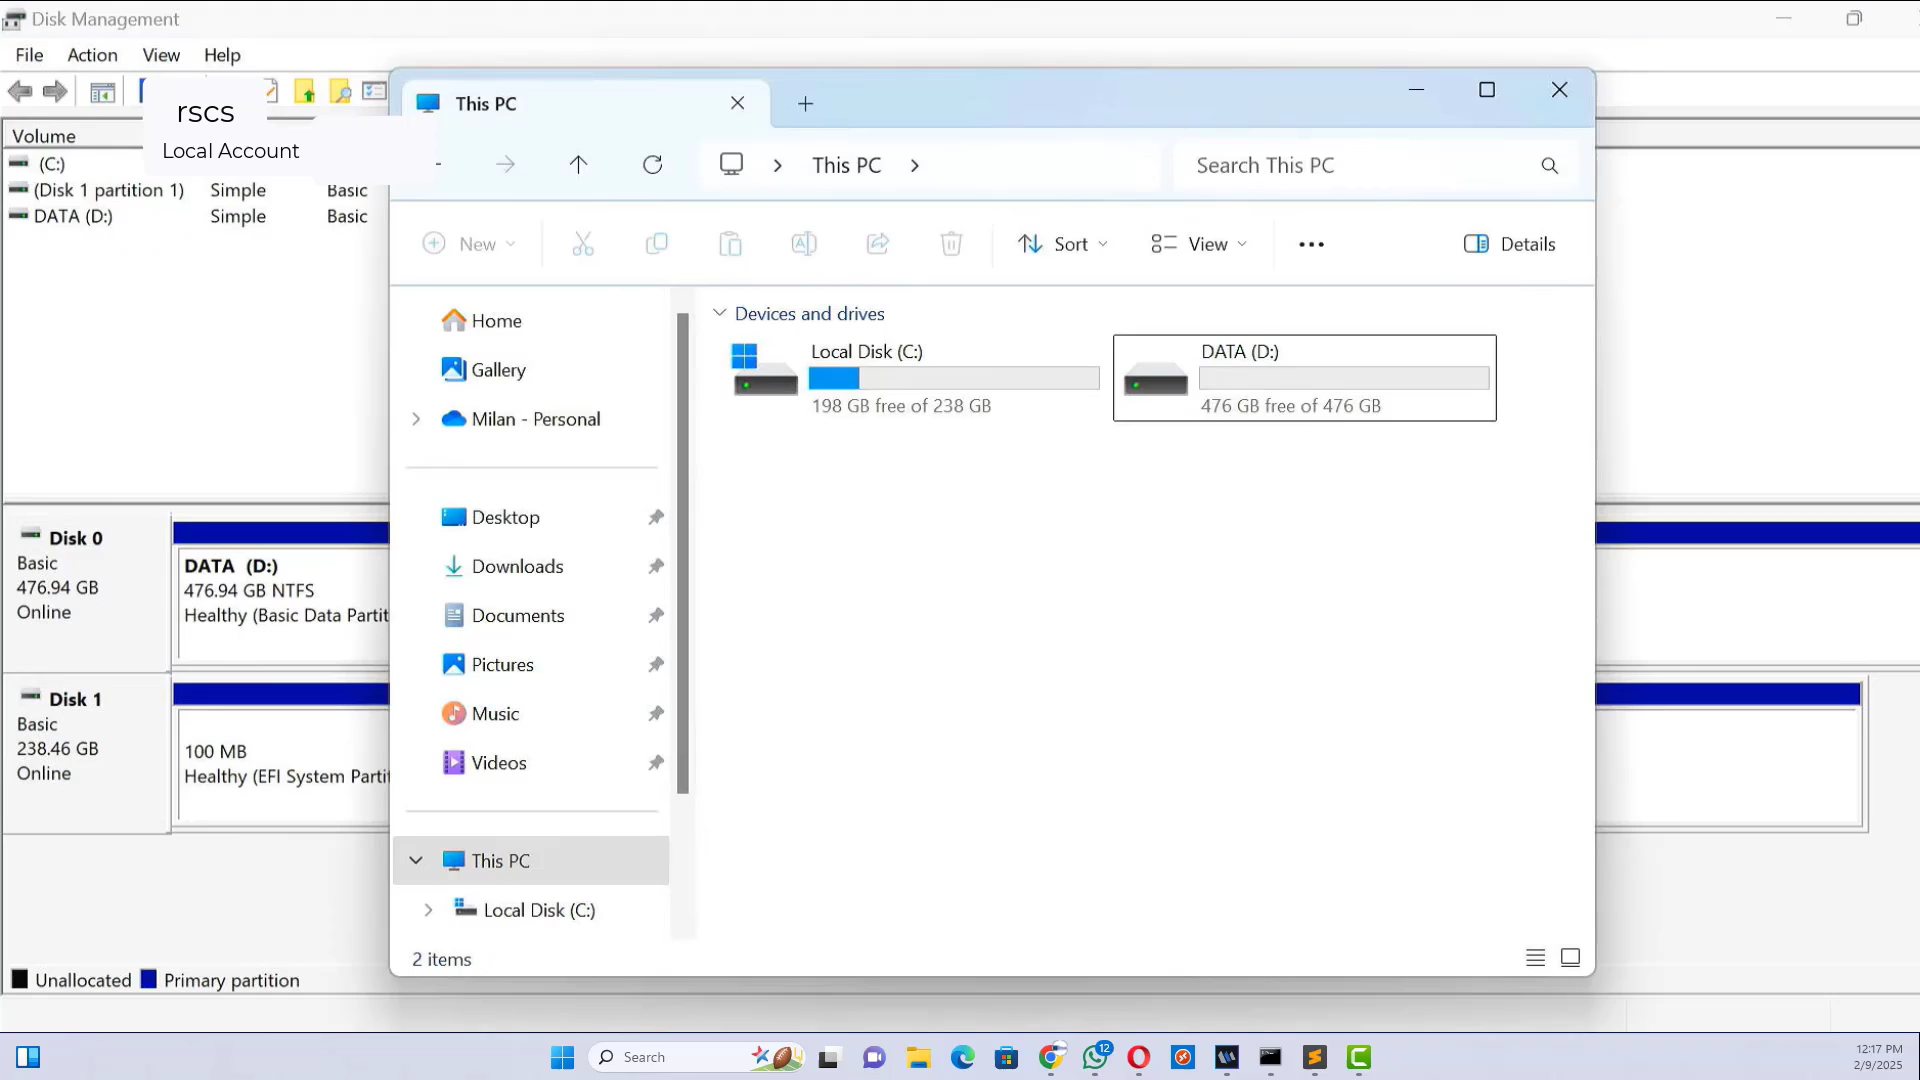 Disk Management
File Action View Help
rscs
Local Account
Volume
(C:)
(Disk 1 partition 1) Simple Basic
DATA (D:) Simple Basic
Disk 0
Basic
476.94 GB
Online
DATA (D:)
476.94 GB NTFS
Healthy (Basic Data Partit
Disk 1
Basic
238.46 GB
Online
100 MB
Healthy (EFI System Partit
Unallocated Primary partition
This PC
This PC
Search This PC
New Sort View Details
Home
Gallery
Milan - Personal
Desktop
Downloads
Documents
Pictures
Music
Videos
This PC
Local Disk (C:)
Devices and drives
Local Disk (C:)
198 GB free of 238 GB
DATA (D:)
476 GB free of 476 GB
2 items
Search
12
12:17 PM
2/9/2025